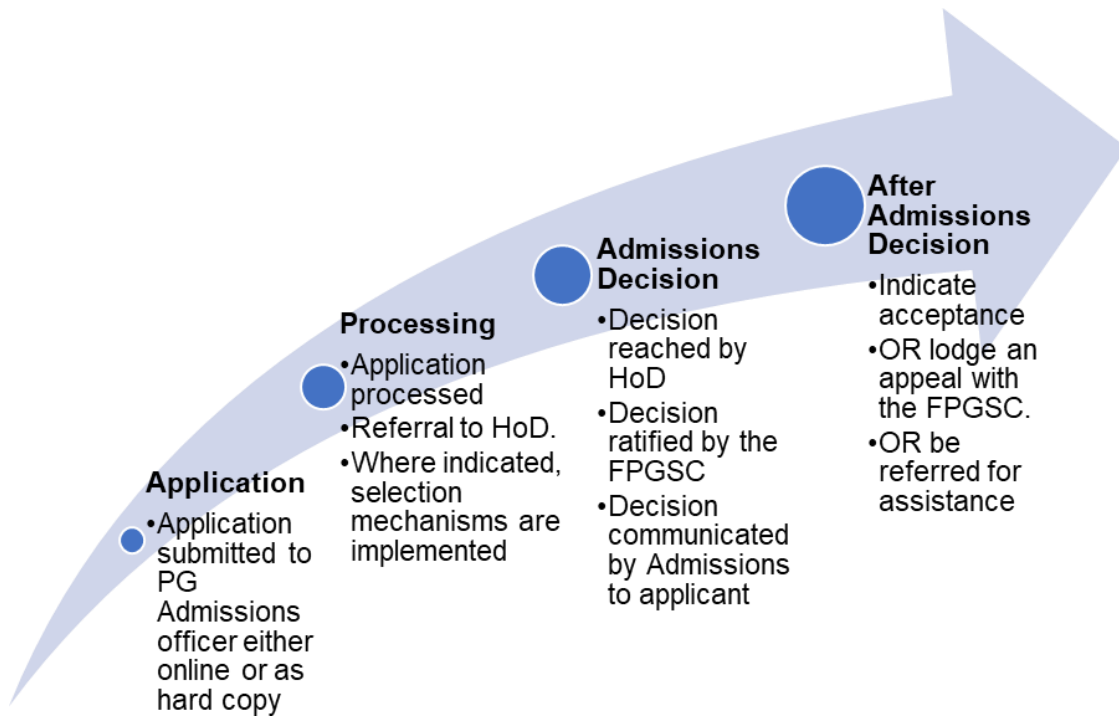 Application
•Application
submitted to
PG
Admissions
officer either
online or as
hard copy
Processing
•Application
processed
•Referral to HoD.
•Where indicated,
selection
mechanisms are
implemented
Admissions
Decision
•Decision
reached by
HoD
•Decision
ratified by the
FPGSC
•Decision
communicated
by Admissions
to applicant
After
Admissions
Decision
•Indicate
acceptance
•OR lodge an
appeal with
the FPGSC.
•OR be
referred for
assistance